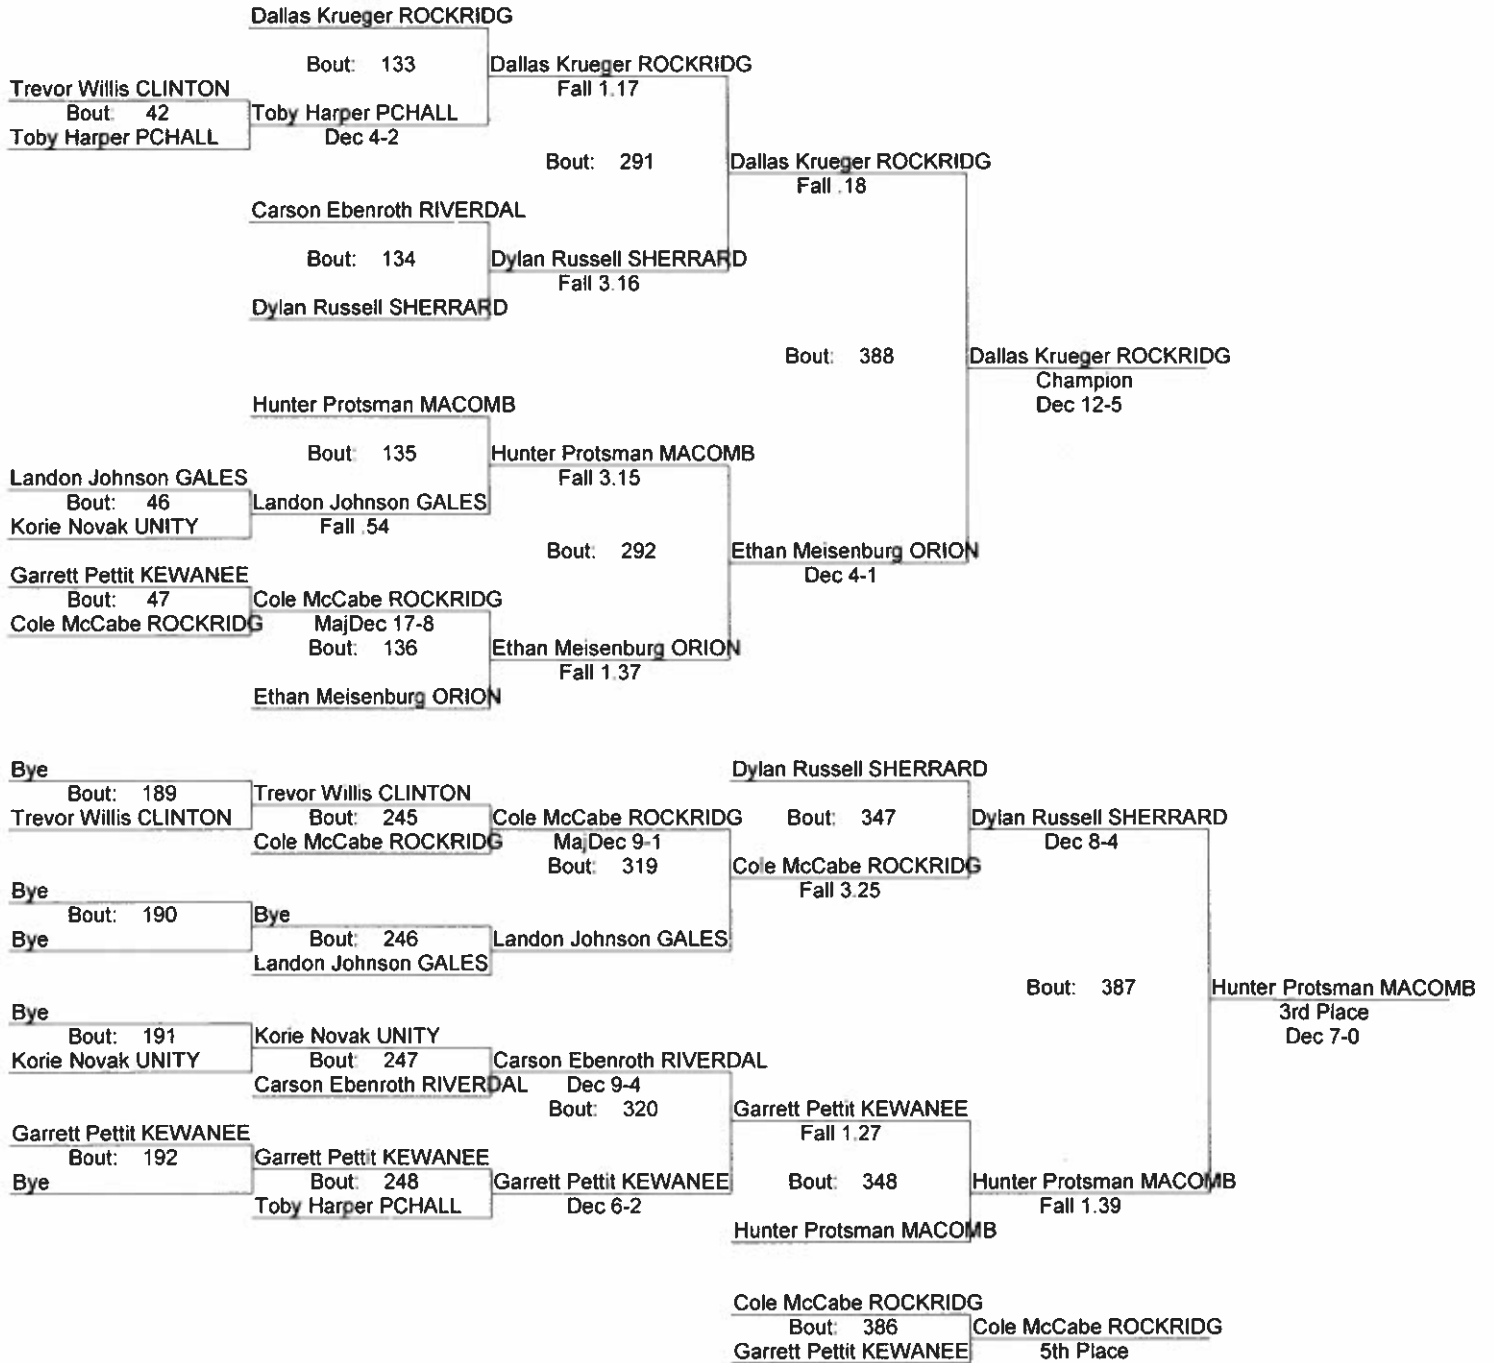 Dallas Krueger ROCKRIDG
Bout: 133
Dallas Krueger ROCKRIDG
Trevor Willis CLINTON
Fall 1.17
Bout: 42
Toby Harper PCHALL
Toby Harper PCHALL
Dec 4-2
Bout: 291
Dallas Krueger ROCKRIDG
Fall .18
Carson Ebenroth RIVERDAL
Bout: 134
Dylan Russell SHERRARD
Fall 3.16
Dylan Russell SHERRARD
Bout: 388
Dallas Krueger ROCKRIDG
Champion
Dec 12-5
Hunter Protsman MACOMB
Bout: 135
Hunter Protsman MACOMB
Landon Johnson GALES
Fall 3.15
Bout: 46
Landon Johnson GALES
Korie Novak UNITY
Fall .54
Bout: 292
Ethan Meisenburg ORION
Dec 4-1
Garrett Pettit KEWANEE
Bout: 47
Cole McCabe ROCKRIDG
Cole McCabe ROCKRIDG
MajDec 17-8
Bout: 136
Ethan Meisenburg ORION
Fall 1.37
Ethan Meisenburg ORION
Bye
Dylan Russell SHERRARD
Bout: 189
Trevor Willis CLINTON
Trevor Willis CLINTON
Bout: 245
Cole McCabe ROCKRIDG
Bout: 347
Dylan Russell SHERRARD
Cole McCabe ROCKRIDG
MajDec 9-1
Dec 8-4
Bout: 319
Cole McCabe ROCKRIDG
Bye
Fall 3.25
Bout: 190
Bye
Bye
Bout: 246
Landon Johnson GALES
Landon Johnson GALES
Bout: 387
Hunter Protsman MACOMB
Bye
3rd Place
Bout: 191
Korie Novak UNITY
Dec 7-0
Korie Novak UNITY
Bout: 247
Carson Ebenroth RIVERDAL
Carson Ebenroth RIVERDAL
Dec 9-4
Bout: 320
Garrett Pettit KEWANEE
Garrett Pettit KEWANEE
Fall 1.27
Bout: 192
Garrett Pettit KEWANEE
Bye
Bout: 248
Garrett Pettit KEWANEE
Bout: 348
Hunter Protsman MACOMB
Toby Harper PCHALL
Dec 6-2
Fall 1.39
Hunter Protsman MACOMB
Cole McCabe ROCKRIDG
Bout: 386
Cole McCabe ROCKRIDG
Garrett Pettit KEWANEE
5th Place